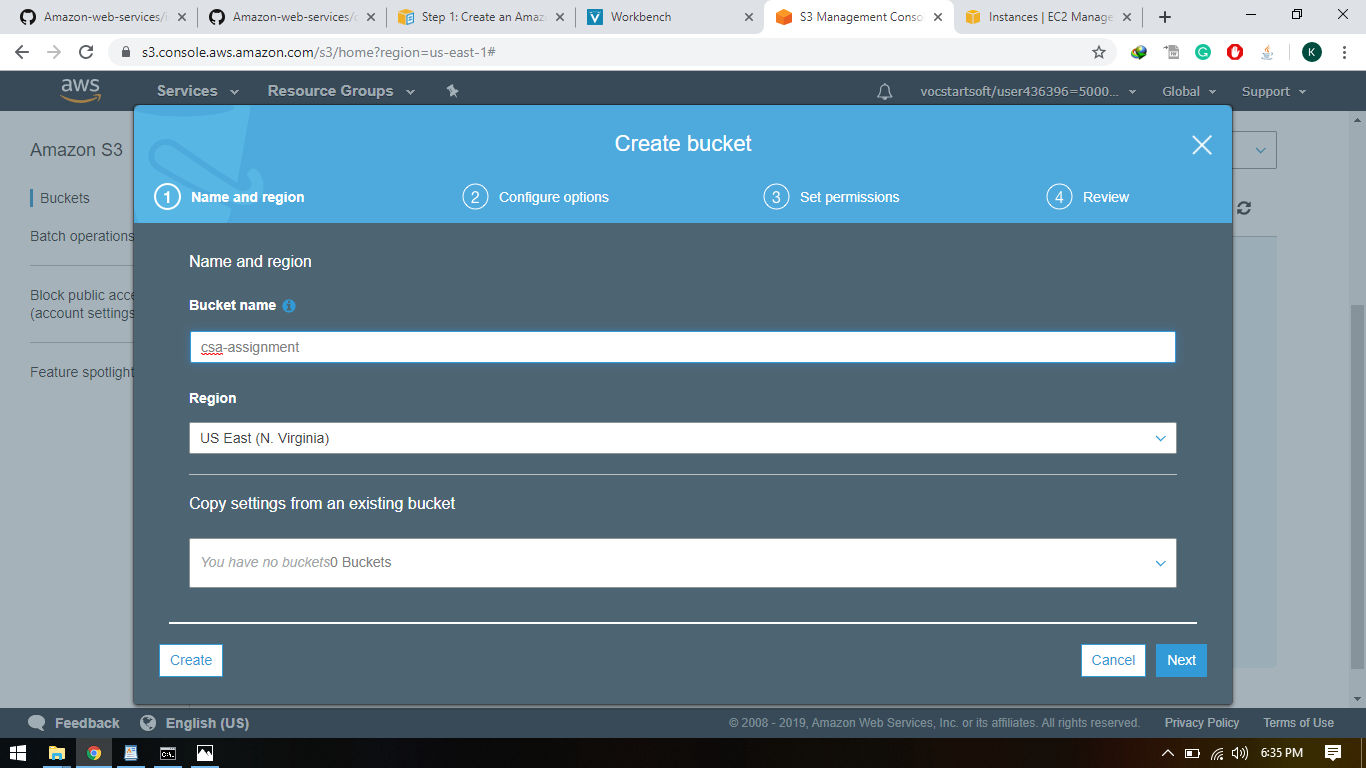 Amazon-web-services/i
Amazon-web-services/c
Step 1: Create an Amaz
Workbench
S3 Management Conso
Instances | EC2 Manage
s3.console.aws.amazon.com/s3/home?region=us-east-1#
K
aws
Services
Resource Groups
vocstartsoft/user436396=5000...
Global
Support
Amazon S3
Buckets
Batch operations
Block public acce
(account settings
Feature spotlight
Create bucket
1 Name and region
2 Configure options
3 Set permissions
4 Review
Name and region
Bucket name
csa-assignment
Region
US East (N. Virginia)
Copy settings from an existing bucket
You have no buckets0 Buckets
Create
Cancel
Next
Feedback
English (US)
© 2008 - 2019, Amazon Web Services, Inc. or its affiliates. All rights reserved.
Privacy Policy
Terms of Use
6:35 PM